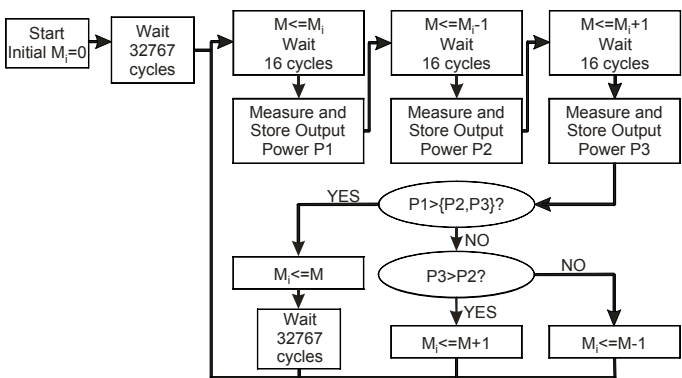 Start
Initial Mᵢ=0
Wait
32767
cycles
M<=Mᵢ
Wait
16 cycles
M<=Mᵢ-1
Wait
16 cycles
M<=Mᵢ+1
Wait
16 cycles
Measure and
Store Output
Power P1
Measure and
Store Output
Power P2
Measure and
Store Output
Power P3
P1>{P2,P3}?
YES
NO
Mᵢ<=M
P3>P2?
NO
YES
Wait
32767
cycles
Mᵢ<=M+1
Mᵢ<=M-1